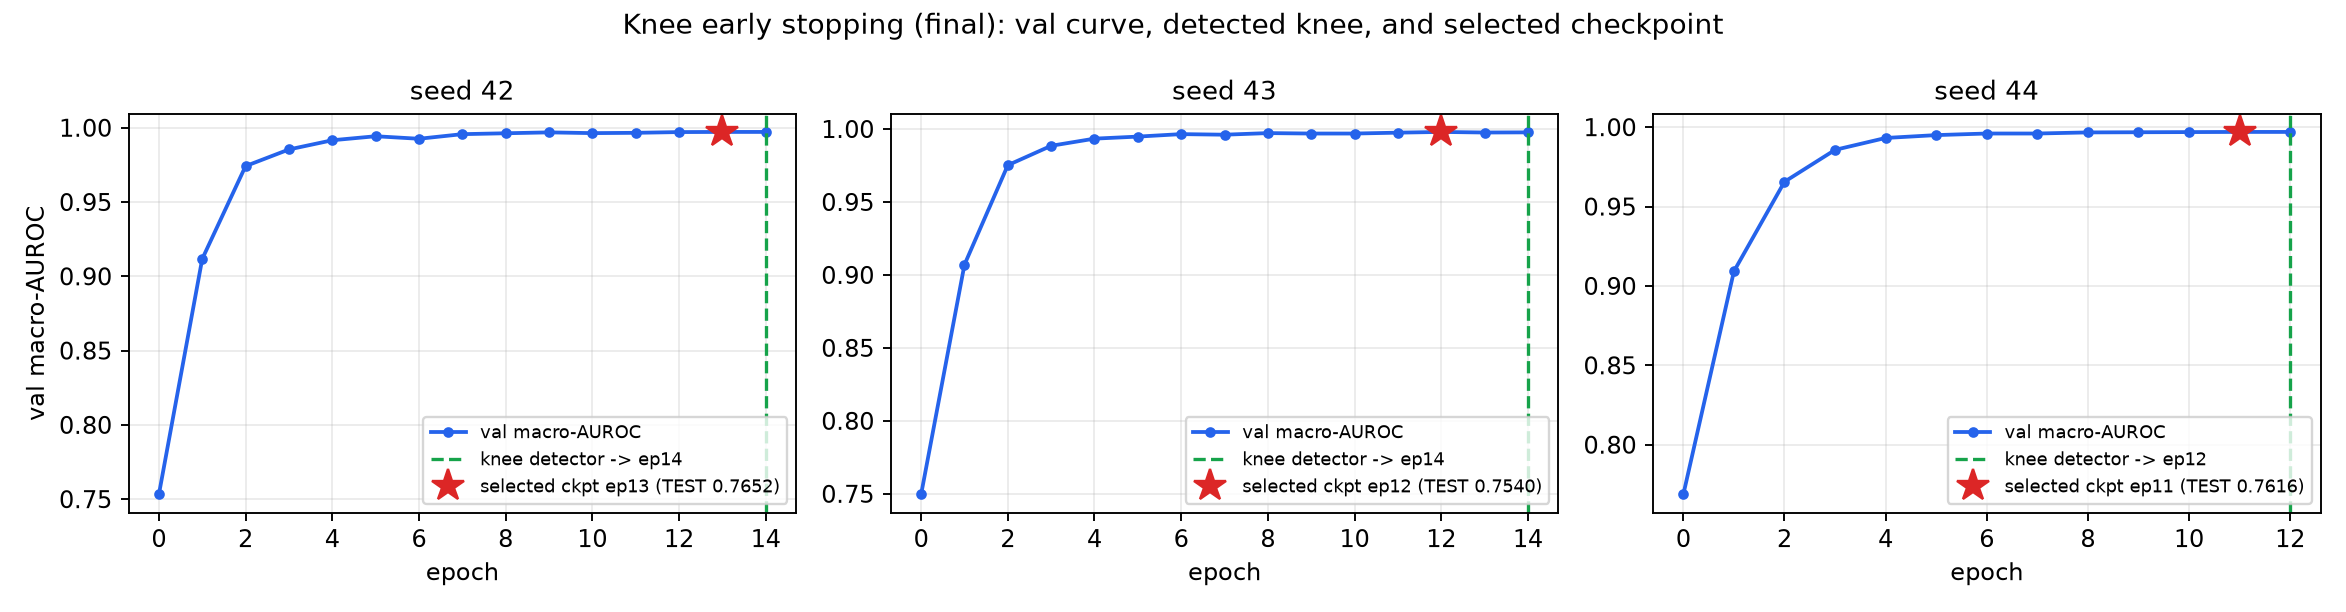 Knee early stopping (final): val curve, detected knee, and selected checkpoint
seed 42
val macro-AUROC
1.00
0.95
0.90
0.85
0.80
0.75
0 2 4 6 8 10 12 14
epoch
val macro-AUROC
knee detector -> ep14
selected ckpt ep13 (TEST 0.7652)
seed 43
1.00
0.95
0.90
0.85
0.80
0.75
0 2 4 6 8 10 12 14
epoch
val macro-AUROC
knee detector -> ep14
selected ckpt ep12 (TEST 0.7540)
seed 44
1.00
0.95
0.90
0.85
0.80
0 2 4 6 8 10 12
epoch
val macro-AUROC
knee detector -> ep12
selected ckpt ep11 (TEST 0.7616)